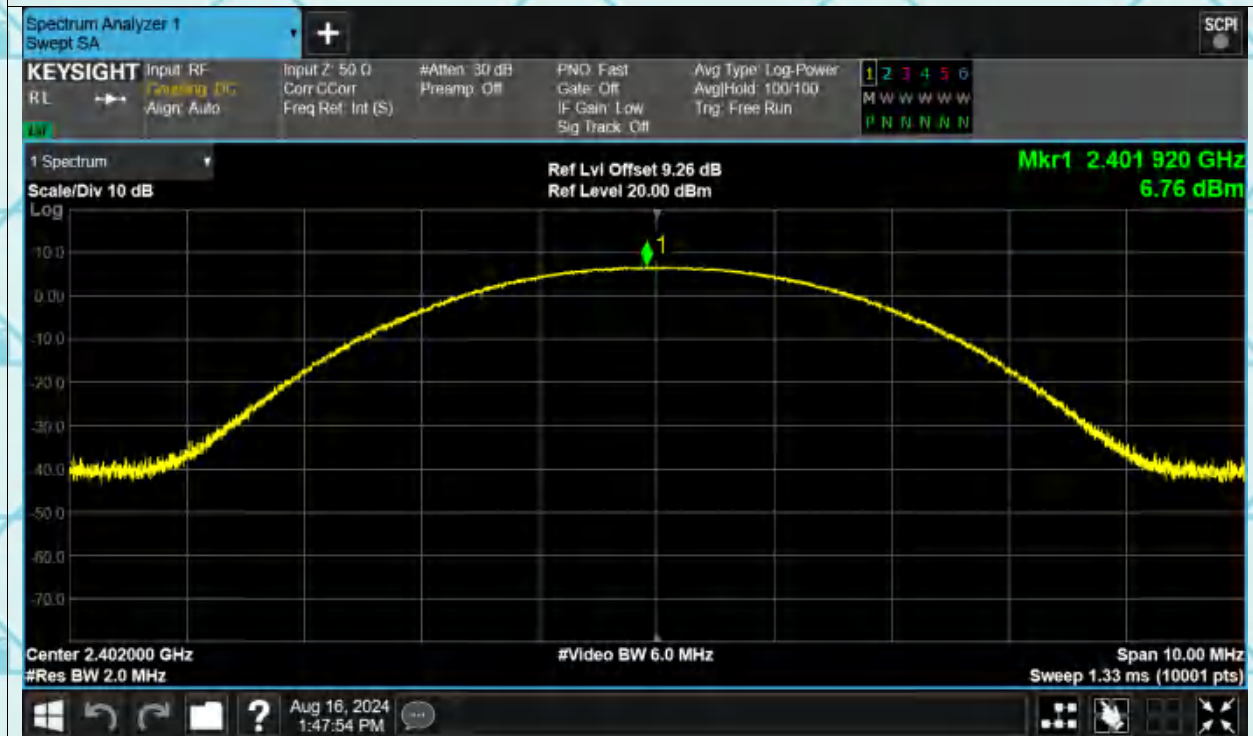 Spectrum Analyzer 1
Swept SA
+
SCPI
KEYSIGHT
RL
Input: RF
Coupling: DC
Align: Auto
Input Z: 50 Ω
Corr CCorr
Freq Ref: Int (S)
#Atten: 30 dB
Preamp: Off
PNO: Fast
Gate: Off
IF Gain: Low
Sig Track: Off
Avg Type: Log-Power
Avg|Hold: 100/100
Trig: Free Run
1 2 3 4 5 6
M W W W W W
P N N N N N
1 Spectrum
Scale/Div 10 dB
Log
Ref Lvl Offset 9.26 dB
Ref Level 20.00 dBm
Mkr1 2.401 920 GHz
6.76 dBm
1
10.0
0.00
-10.0
-20.0
-30.0
-40.0
-50.0
-60.0
-70.0
Center 2.402000 GHz
#Res BW 2.0 MHz
#Video BW 6.0 MHz
Span 10.00 MHz
Sweep 1.33 ms (10001 pts)
?
Aug 16, 2024
1:47:54 PM